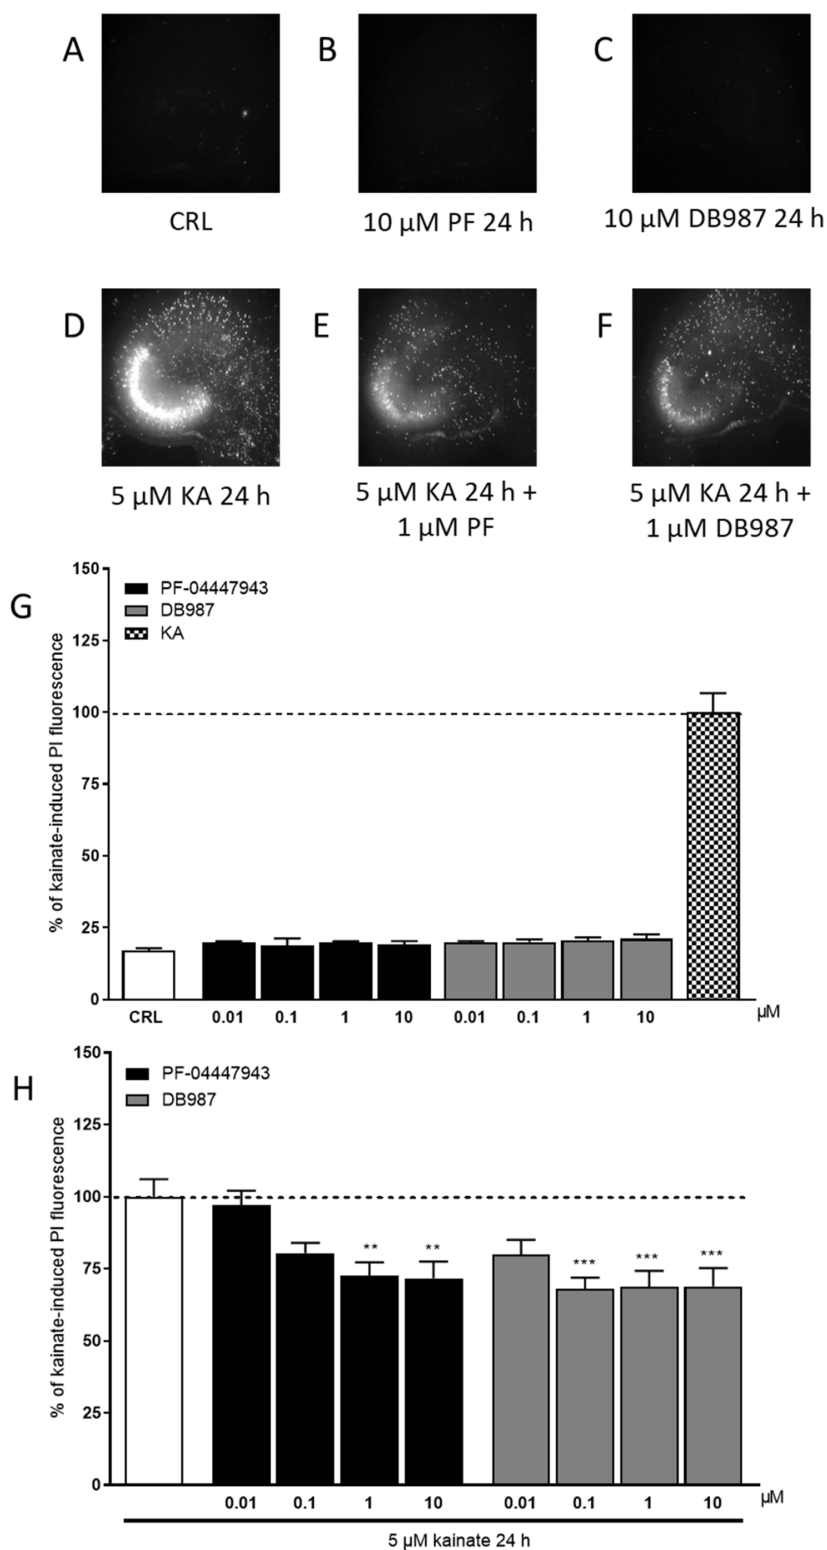 A
B
C
CRL
10 µM PF 24 h
10 µM DB987 24 h
D
E
F
5 µM KA 24 h
5 µM KA 24 h +
1 µM PF
5 µM KA 24 h +
1 µM DB987
G
% of kainate-induced PI fluorescence
150
125
100
75
50
25
0
PF-04447943
DB987
KA
CRL 0.01 0.1 1 10 0.01 0.1 1 10 µM
H
% of kainate-induced PI fluorescence
150
125
100
75
50
25
0
PF-04447943
DB987
** ** *** *** ***
0.01 0.1 1 10 0.01 0.1 1 10 µM
5 µM kainate 24 h